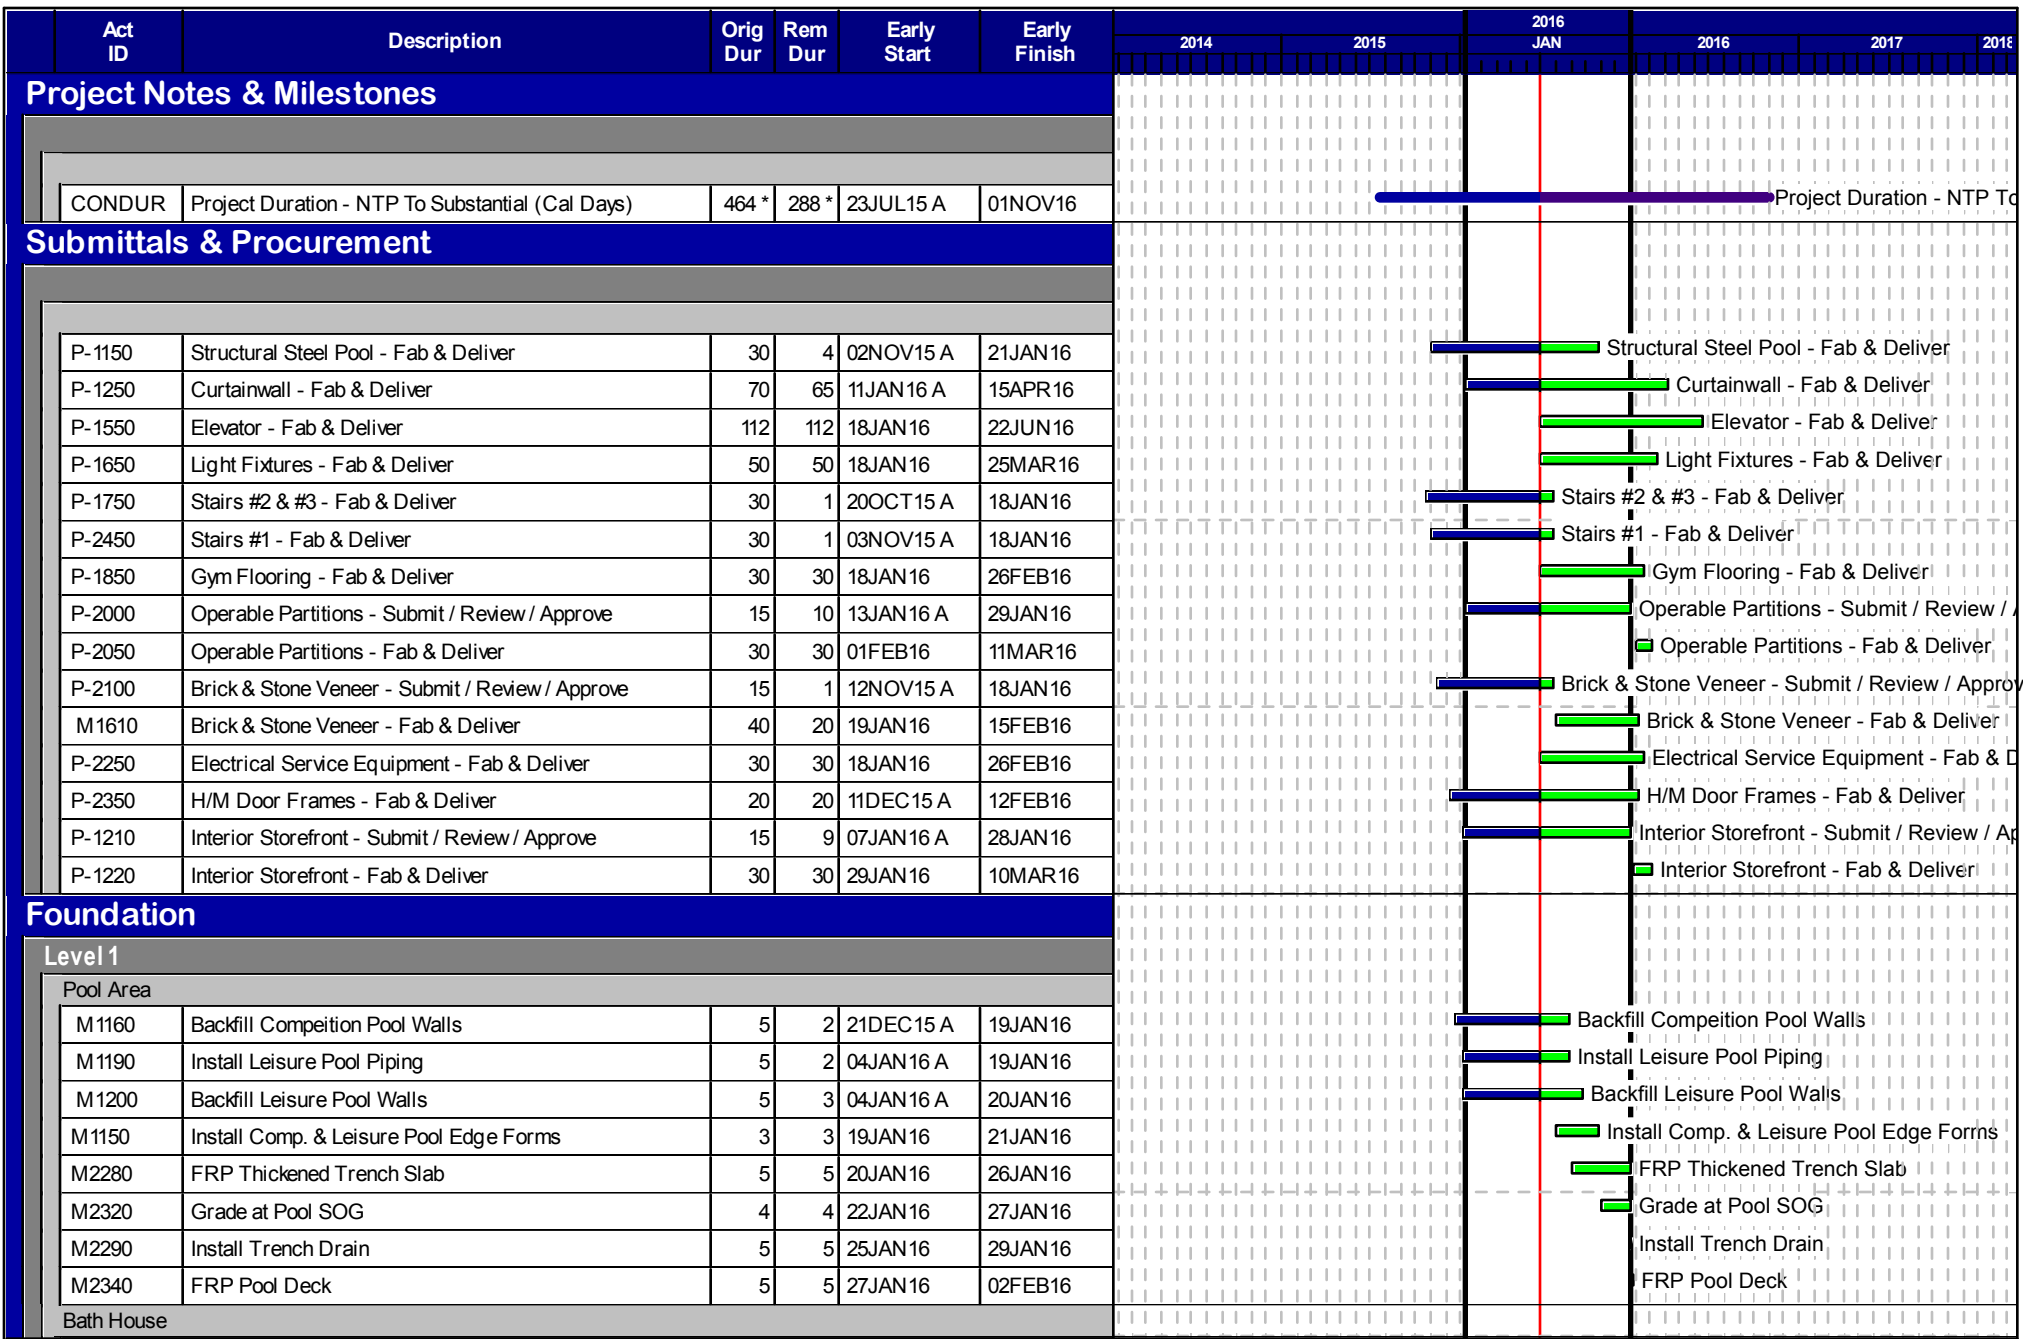 Act ID Description Orig Dur Rem Dur Early Start Early Finish 2014 2015 2016 JAN 2016 2017 2018
Project Notes & Milestones
CONDUR Project Duration - NTP To Substantial (Cal Days) 464 * 288 * 23JUL15 A 01NOV16 Project Duration - NTP To
Submittals & Procurement
P-1150 Structural Steel Pool - Fab & Deliver 30 4 02NOV15 A 21JAN16 Structural Steel Pool - Fab & Deliver
P-1250 Curtainwall - Fab & Deliver 70 65 11JAN16 A 15APR16 Curtainwall - Fab & Deliver
P-1550 Elevator - Fab & Deliver 112 112 18JAN16 22JUN16 Elevator - Fab & Deliver
P-1650 Light Fixtures - Fab & Deliver 50 50 18JAN16 25MAR16 Light Fixtures - Fab & Deliver
P-1750 Stairs #2 & #3 - Fab & Deliver 30 1 20OCT15 A 18JAN16 Stairs #2 & #3 - Fab & Deliver
P-2450 Stairs #1 - Fab & Deliver 30 1 03NOV15 A 18JAN16 Stairs #1 - Fab & Deliver
P-1850 Gym Flooring - Fab & Deliver 30 30 18JAN16 26FEB16 Gym Flooring - Fab & Deliver
P-2000 Operable Partitions - Submit / Review / Approve 15 10 13JAN16 A 29JAN16 Operable Partitions - Submit / Review /
P-2050 Operable Partitions - Fab & Deliver 30 30 01FEB16 11MAR16 Operable Partitions - Fab & Deliver
P-2100 Brick & Stone Veneer - Submit / Review / Approve 15 1 12NOV15 A 18JAN16 Brick & Stone Veneer - Submit / Review / Approv
M1610 Brick & Stone Veneer - Fab & Deliver 40 20 19JAN16 15FEB16 Brick & Stone Veneer - Fab & Deliver
P-2250 Electrical Service Equipment - Fab & Deliver 30 30 18JAN16 26FEB16 Electrical Service Equipment - Fab & D
P-2350 H/M Door Frames - Fab & Deliver 20 20 11DEC15 A 12FEB16 H/M Door Frames - Fab & Deliver
P-1210 Interior Storefront - Submit / Review / Approve 15 9 07JAN16 A 28JAN16 Interior Storefront - Submit / Review / Ap
P-1220 Interior Storefront - Fab & Deliver 30 30 29JAN16 10MAR16 Interior Storefront - Fab & Deliver
Foundation
Level 1
Pool Area
M1160 Backfill Compeition Pool Walls 5 2 21DEC15 A 19JAN16 Backfill Compeition Pool Walls
M1190 Install Leisure Pool Piping 5 2 04JAN16 A 19JAN16 Install Leisure Pool Piping
M1200 Backfill Leisure Pool Walls 5 3 04JAN16 A 20JAN16 Backfill Leisure Pool Walls
M1150 Install Comp. & Leisure Pool Edge Forms 3 3 19JAN16 21JAN16 Install Comp. & Leisure Pool Edge Forms
M2280 FRP Thickened Trench Slab 5 5 20JAN16 26JAN16 FRP Thickened Trench Slab
M2320 Grade at Pool SOG 4 4 22JAN16 27JAN16 Grade at Pool SOG
M2290 Install Trench Drain 5 5 25JAN16 29JAN16 Install Trench Drain
M2340 FRP Pool Deck 5 5 27JAN16 02FEB16 FRP Pool Deck
Bath House